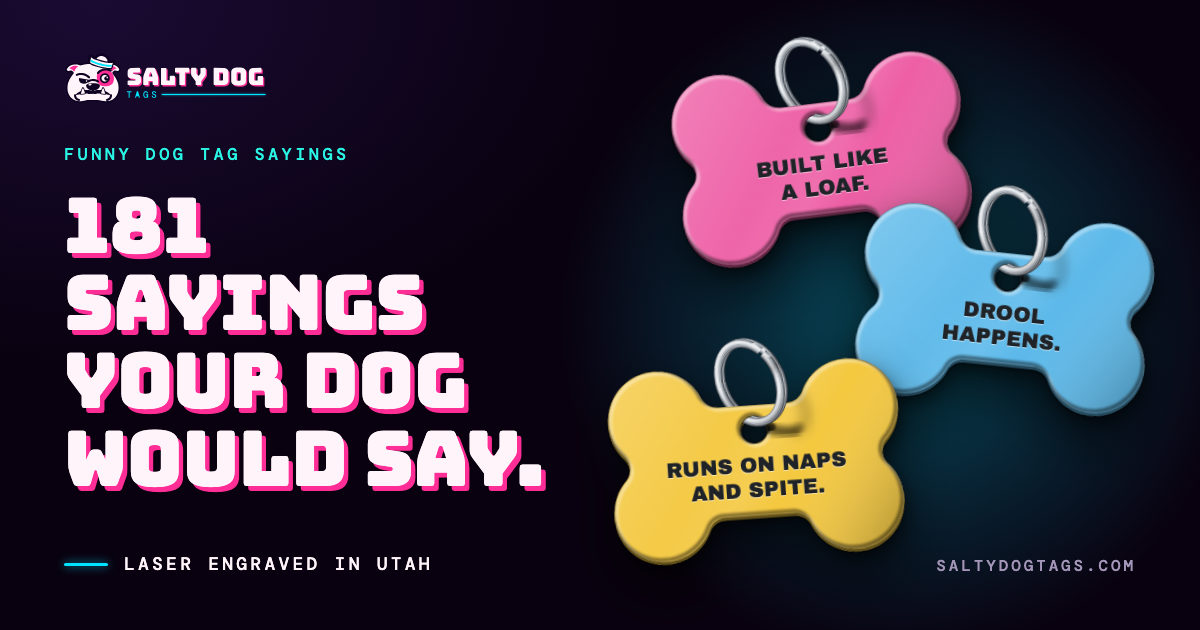 SALTY DOG
TAGS
FUNNY DOG TAG SAYINGS
181
SAYINGS
YOUR DOG
WOULD SAY.
LASER ENGRAVED IN UTAH
BUILT LIKE
A LOAF.
DROOL
HAPPENS.
RUNS ON NAPS
AND SPITE.
SALTYDOGTAGS.COM